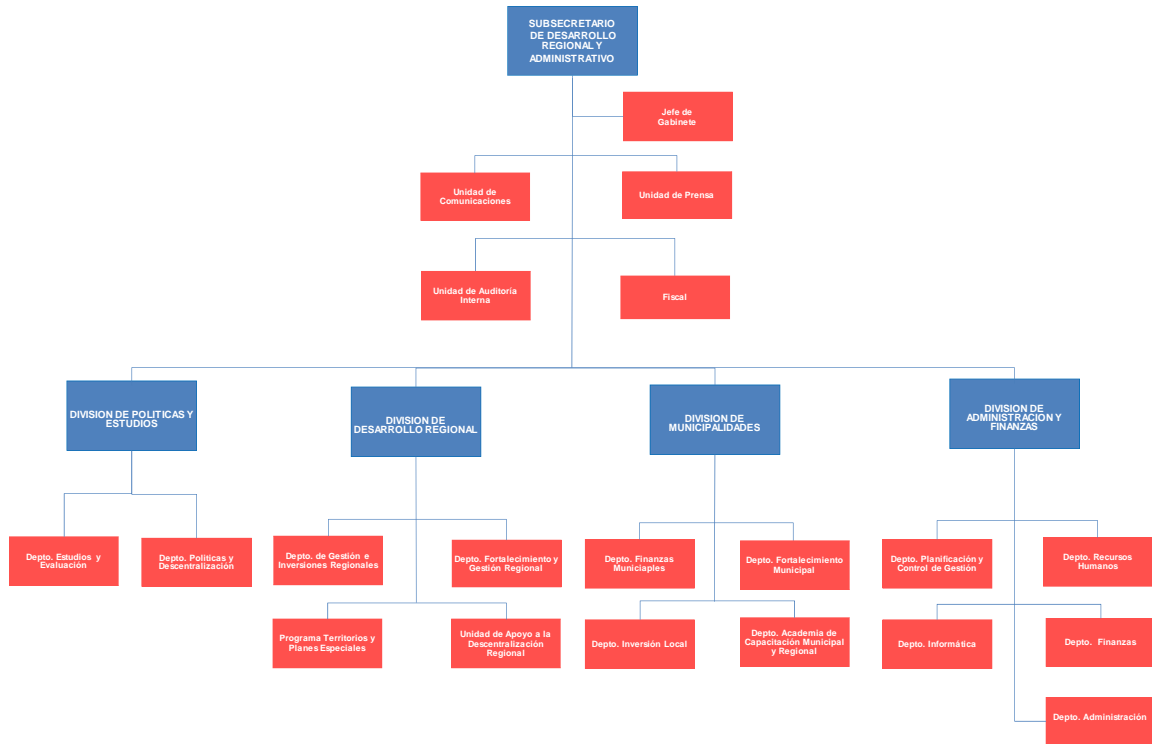 SUBSECRETARIO
DE DESARROLLO
REGIONAL Y
ADMINISTRATIVO
Jefe de
Gabinete
Unidad de
Comunicaciones
Unidad de Prensa
Unidad de Auditoría
Interna
Fiscal
DIVISION DE POLITICAS Y
ESTUDIOS
DIVISION DE
DESARROLLO REGIONAL
DIVISION DE
MUNICIPALIDADES
DIVISION DE
ADMINISTRACION Y
FINANZAS
Depto. Estudios y
Evaluación
Depto. Políticas y
Descentralización
Depto. de Gestión e
Inversiones Regionales
Depto. Fortalecimiento y
Gestión Regional
Depto. Finanzas
Municiaples
Depto. Fortalecimiento
Municipal
Depto. Planificación y
Control de Gestión
Depto. Recursos
Humanos
Programa Territorios y
Planes Especiales
Unidad de Apoyo a la
Descentralización
Regional
Depto. Inversión Local
Depto. Academia de
Capacitación Municipal
y Regional
Depto. Informática
Depto. Finanzas
Depto. Administración